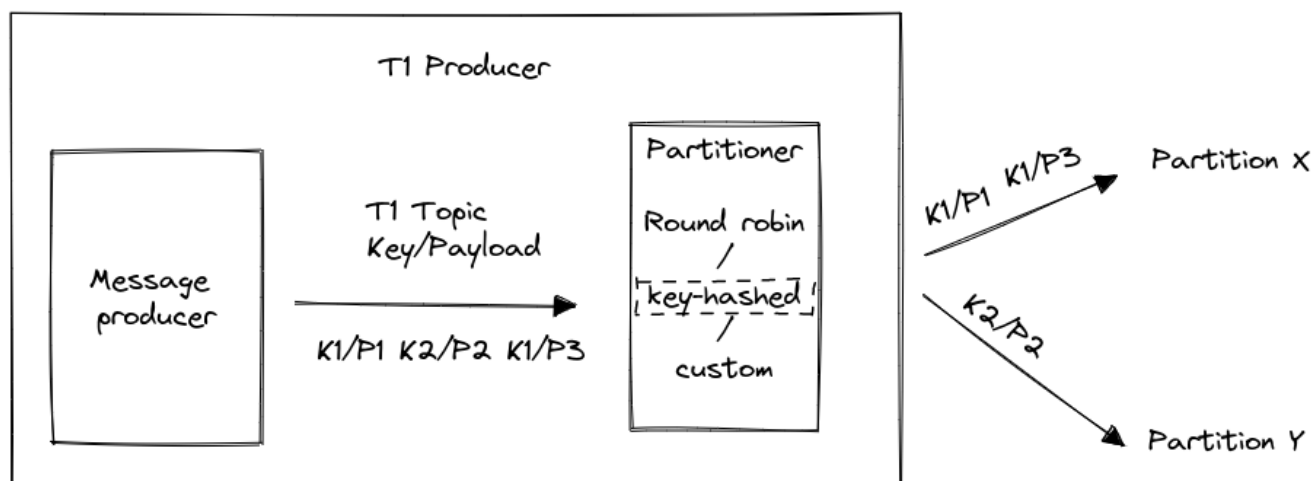 T1 Producer
Message
producer
T1 Topic
Key/Payload
K1/P1 K2/P2 K1/P3
Partitioner
Round robin
/
key-hashed
/
custom
K1/P1 K1/P3
Partition X
K2/P2
Partition Y